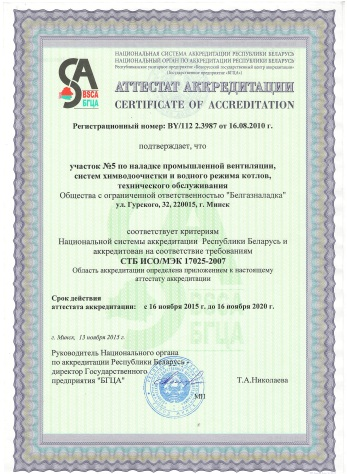 НАЦИОНАЛЬНАЯ СИСТЕМА АККРЕДИТАЦИИ РЕСПУБЛИКИ БЕЛАРУСЬ
НАЦИОНАЛЬНЫЙ ОРГАН ПО АККРЕДИТАЦИИ РЕСПУБЛИКИ БЕЛАРУСЬ
Республиканское унитарное предприятие «Белорусский государственный центр аккредитации»
(Государственное предприятие «БГЦА»)
BSCA
БГЦА
АТТЕСТАТ АККРЕДИТАЦИИ
CERTIFICATE OF ACCREDITATION
Регистрационный номер: BY/112 2.3987 от 16.08.2010 г.
подтверждает, что
участок №5 по наладке промышленной вентиляции,
систем химводоочистки и водного режима котлов,
технического обслуживания
Общества с ограниченной ответственностью "Белгазналадка"
ул. Гурского, 32, 220015, г. Минск
соответствует критериям
Национальной системы аккредитации Республики Беларусь и
аккредитован на соответствие требованиям
СТБ ИСО/МЭК 17025-2007
Область аккредитации определена приложением к настоящему
аттестату аккредитации
Срок действия
аттестата аккредитации: с 16 ноября 2015 г. до 16 ноября 2020 г.
г. Минск, 13 ноября 2015 г.
Руководитель Национального органа
по аккредитации Республики Беларусь -
директор Государственного
предприятия "БГЦА"
Т.А.Николаева
МП